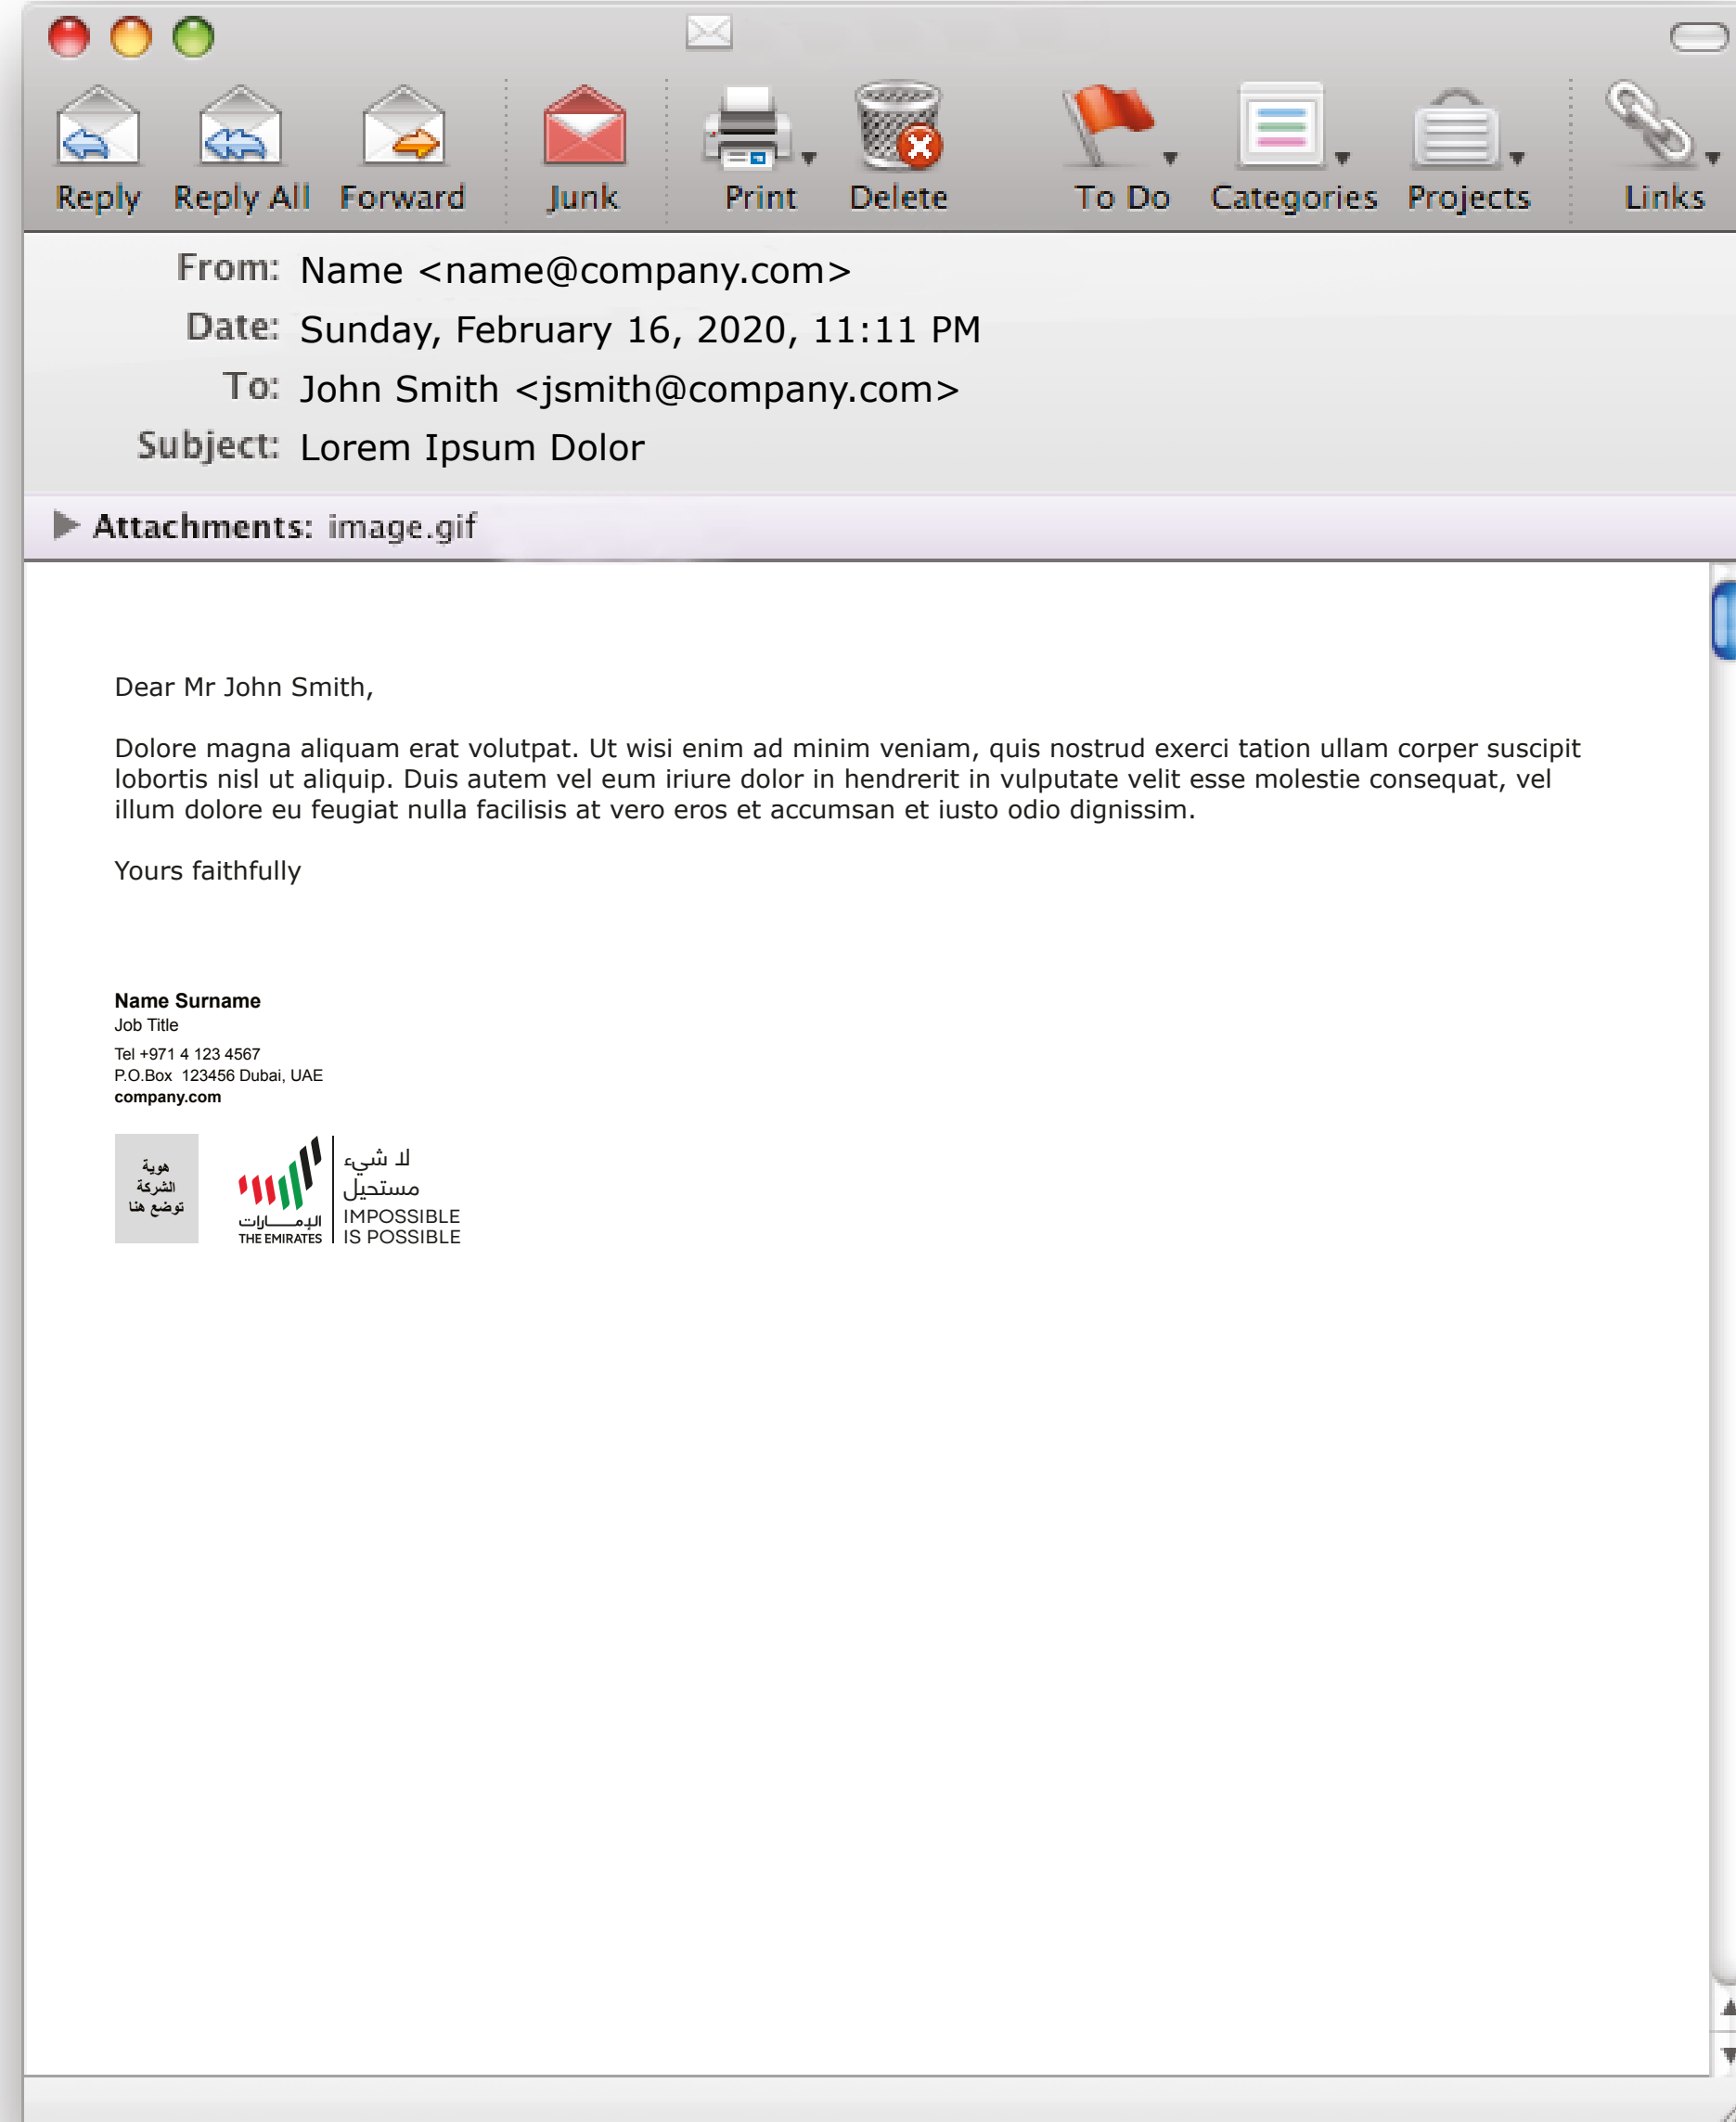 Reply Reply All Forward Junk Print Delete To Do Categories Projects Links
From: Name <name@company.com>
Date: Sunday, February 16, 2020, 11:11 PM
To: John Smith <jsmith@company.com>
Subject: Lorem Ipsum Dolor
Attachments: image.gif
Dear Mr John Smith,
Dolore magna aliquam erat volutpat. Ut wisi enim ad minim veniam, quis nostrud exerci tation ullam corper suscipit
lobortis nisl ut aliquip. Duis autem vel eum iriure dolor in hendrerit in vulputate velit esse molestie consequat, vel
illum dolore eu feugiat nulla facilisis at vero eros et accumsan et iusto odio dignissim.
Yours faithfully
Name Surname
Job Title
Tel +971 4 123 4567
P.O.Box 123456 Dubai, UAE
company.com
هوية
الشركة
توضع هنا
الإمــــارات
THE EMIRATES
لا شيء
مستحيل
IMPOSSIBLE
IS POSSIBLE